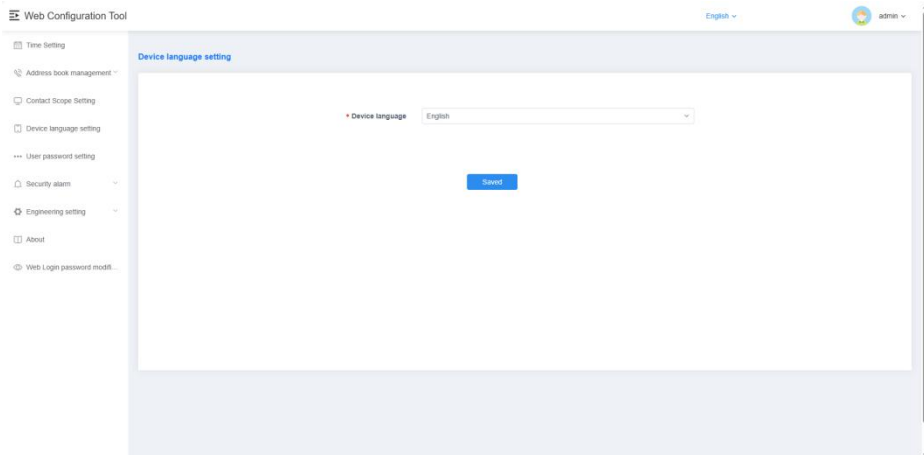 Web Configuration Tool
English
admin
Time Setting
Address book management
Contact Scope Setting
Device language setting
User password setting
Security alarm
Engineering setting
About
Web Login password modifi...
Device language setting
* Device language
English
Saved